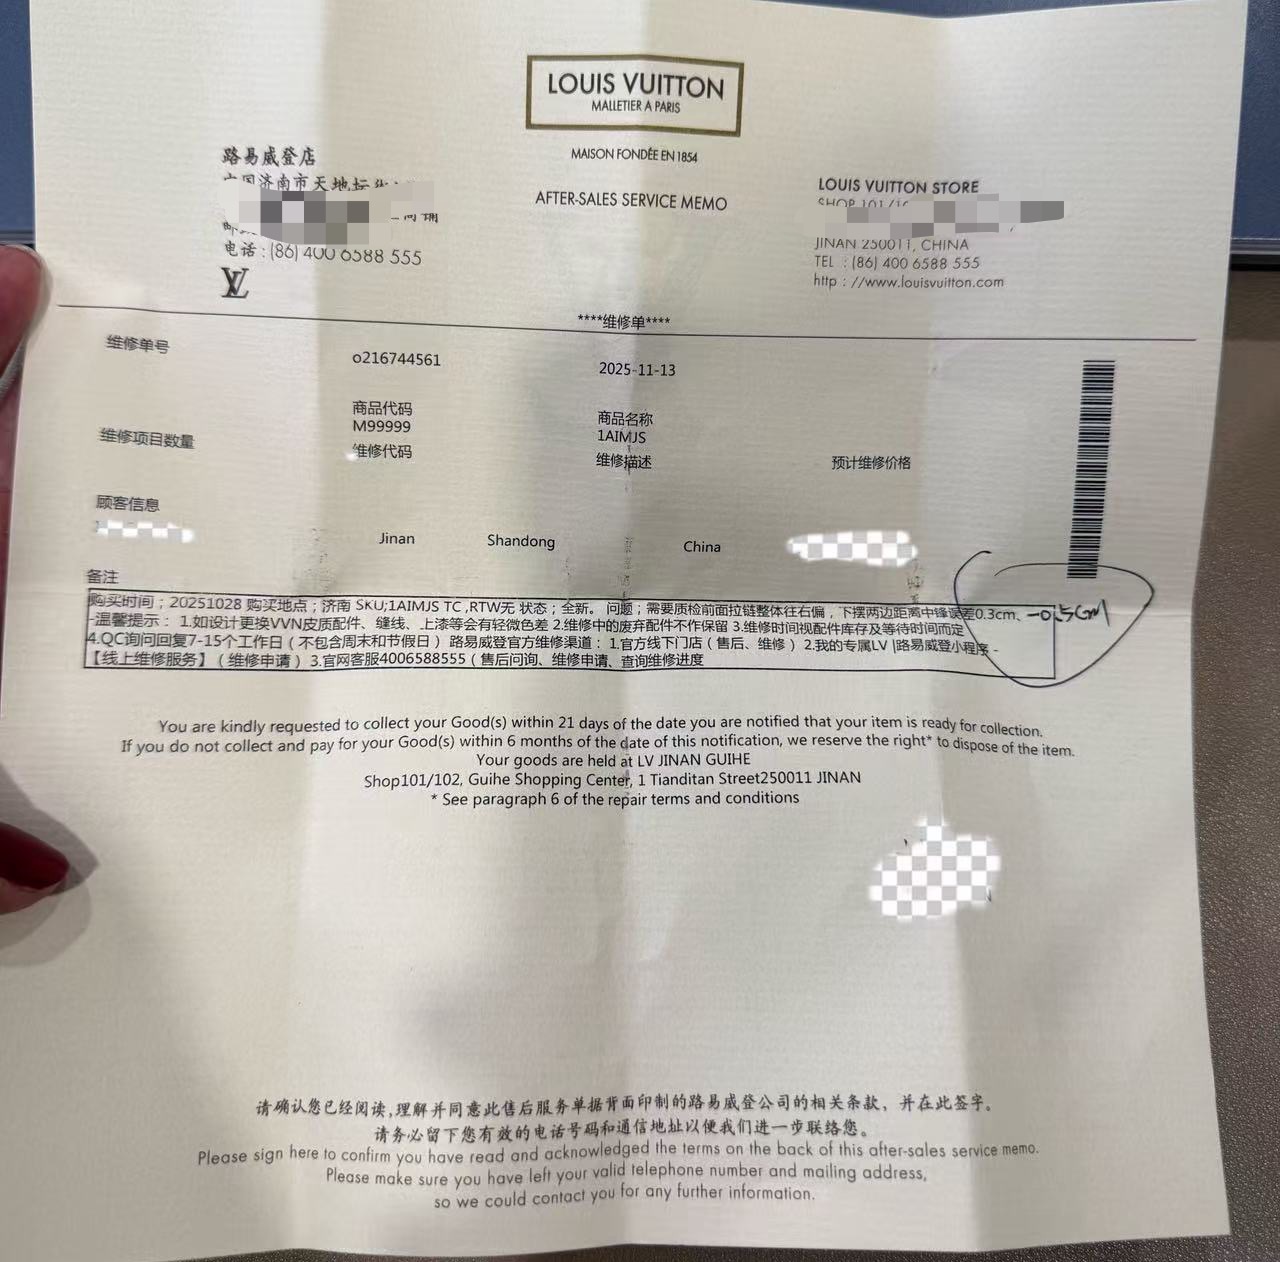 LOUIS VUITTON
MALLETIER A PARIS
MAISON FONDÉE EN 1854
AFTER-SALES SERVICE MEMO
路易威登店
济南市天地坛
电话:(86) 400 6588 555
LV
LOUIS VUITTON STORE
SHOP 101/
JINAN 250011, CHINA
TEL : (86) 400 6588 555
http : //www.louisvuitton.com
****维修单****
维修单号 o216744561 2025-11-13
商品代码 商品名称
M99999 1AIMJS
维修项目数量 维修代码 维修描述 预计维修价格
顾客信息
Jinan Shandong China
备注
购买时间;20251028 购买地点;济南 SKU;1AIMJS TC ,RTW无 状态;全新。 问题;需要质检前面拉链整体往右偏,下摆两边距离中锋误差0.3cm、-0.5cm
-温馨提示: 1.如设计更换VVN皮质配件、缝线、上漆等会有轻微色差 2.维修中的废弃配件不作保留 3.维修时间视配件库存及等待时间而定
4.QC询问回复7-15个工作日(不包含周末和节假日) 路易威登官方维修渠道: 1.官方线下门店(售后、维修) 2.我的专属LV |路易威登小程序 -
【线上维修服务】(维修申请) 3.官网客服4006588555(售后问询、维修申请、查询维修进度
You are kindly requested to collect your Good(s) within 21 days of the date you are notified that your item is ready for collection.
If you do not collect and pay for your Good(s) within 6 months of the date of this notification, we reserve the right* to dispose of the item.
Your goods are held at LV JINAN GUIHE
Shop101/102, Guihe Shopping Center, 1 Tianditan Street250011 JINAN
* See paragraph 6 of the repair terms and conditions
请确认您已经阅读,理解并同意此售后服务单据背面印制的路易威登公司的相关条款，并在此签字。
请务必留下您有效的电话号码和通信地址以便我们进一步联络您。
Please sign here to confirm you have read and acknowledged the terms on the back of this after-sales service memo.
Please make sure you have left your valid telephone number and mailing address,
so we could contact you for any further information.